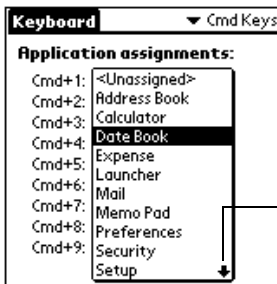 Keyboard
Cmd Keys
Application assignments:
Cmd+1: <Unassigned>
Cmd+2: Address Book
Cmd+3: Calculator
Cmd+4: Date Book
Cmd+5: Expense
Cmd+6: Launcher
Cmd+7: Mail
Cmd+8: Memo Pad
Cmd+9: Preferences
Security
Setup